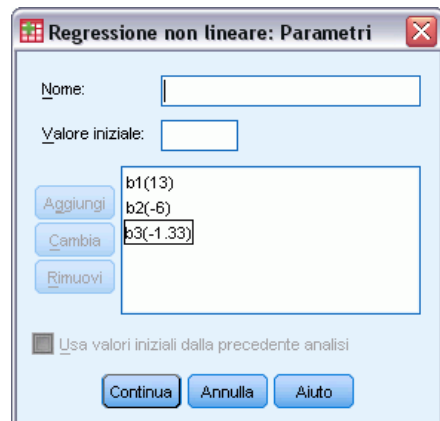 Regressione non lineare: Parametri
Nome:
Valore iniziale:
b1(13)
b2(-6)
b3(-1.33)
Aggiungi
Cambia
Rimuovi
Usa valori iniziali dalla precedente analisi
Continua Annulla Aiuto